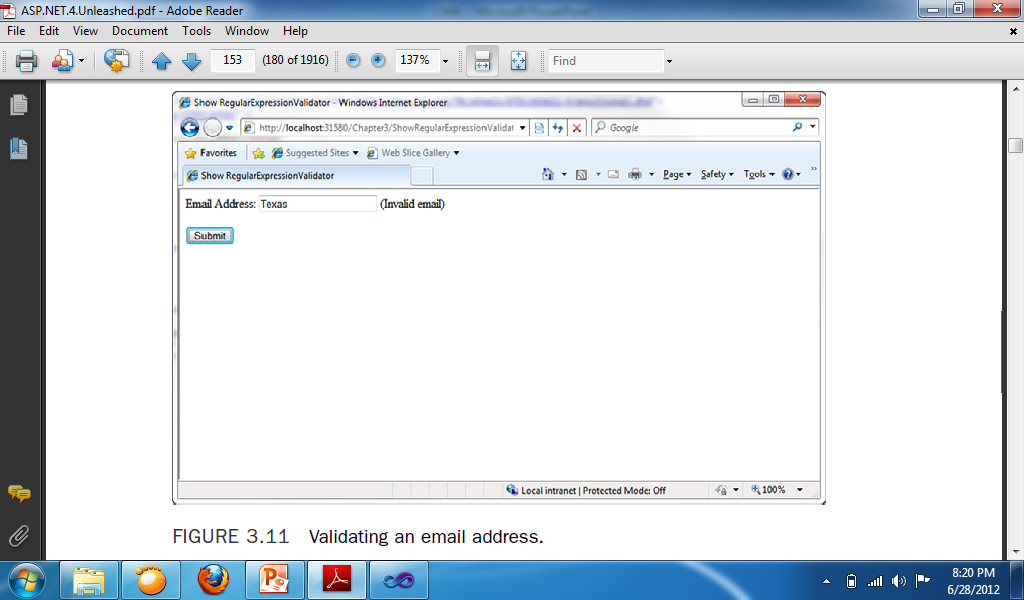 ASP.NET.4.Unleashed.pdf - Adobe Reader
File Edit View Document Tools Window Help
153 (180 of 1916) 137% Find
Show RegularExpressionValidator - Windows Internet Explorer
http://localhost:31580/Chapter3/ShowRegularExpressionValidat Google
Favorites Suggested Sites Web Slice Gallery
Show RegularExpressionValidator Page Safety Tools
Email Address: Texas (Invalid email)
Submit
Local intranet | Protected Mode: Off 100%
FIGURE 3.11 Validating an email address.
8:20 PM
6/28/2012